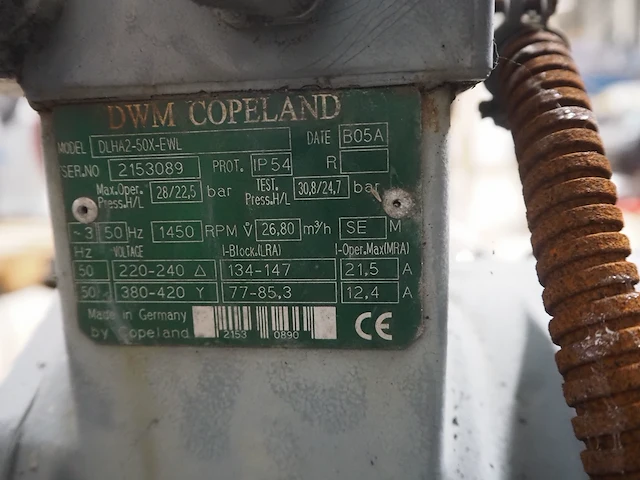 DWM COPELAND
MODEL DLHA2-50X-EWL DATE B05A
SER.NO 2153089 PROT. IP54 R
Max.Oper. Press.H/L 28/22,5 bar TEST. Press.H/L 30,8/24,7 bar
~3 50 Hz 1450 RPM V 26,80 m³/h SE M
Hz VOLTAGE I-Block.(LRA) I-Oper.Max(MRA)
50 220-240 Δ 134-147 21,5 A
50 380-420 Y 77-85,3 12,4 A
Made in Germany
by Copeland 2153 0890 CE